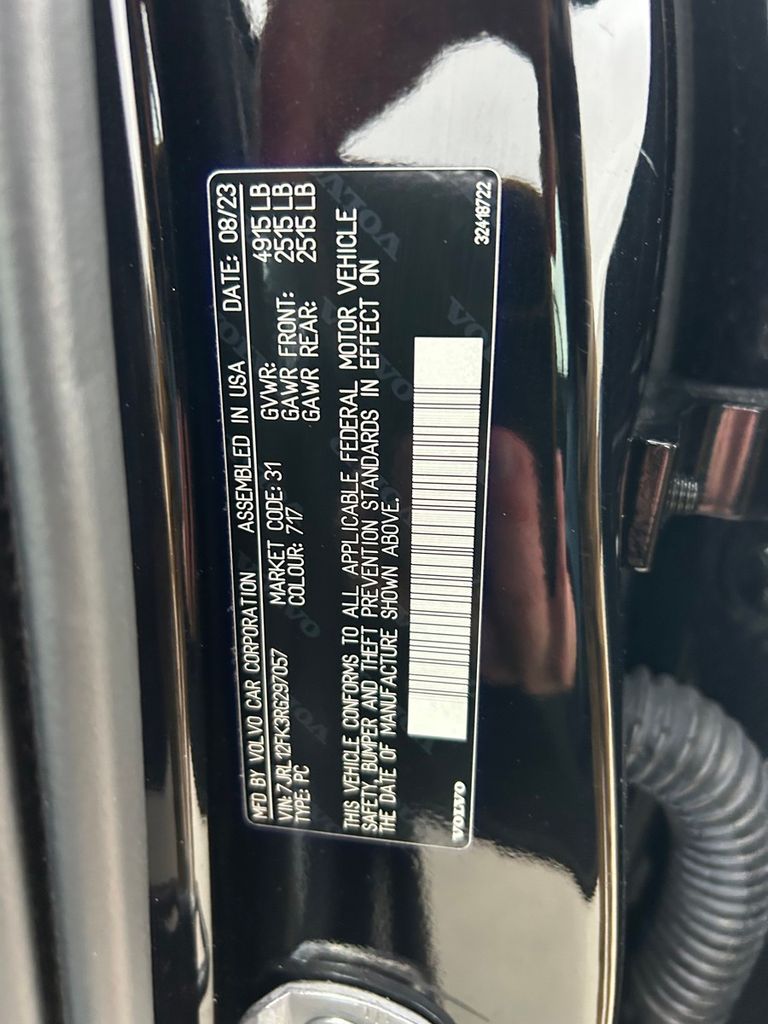 MFD BY VOLVO CAR CORPORATION ASSEMBLED IN USA DATE: 08/23
VIN: 7JRL12FK3RG297057 MARKET CODE: 31 GVWR: 4915 LB
TYPE: PC COLOUR: 717 GAWR FRONT: 2515 LB
GAWR REAR: 2515 LB
THIS VEHICLE CONFORMS TO ALL APPLICABLE FEDERAL MOTOR VEHICLE
SAFETY, BUMPER AND THEFT PREVENTION STANDARDS IN EFFECT ON
THE DATE OF MANUFACTURE SHOWN ABOVE.
VOLVO 32418722